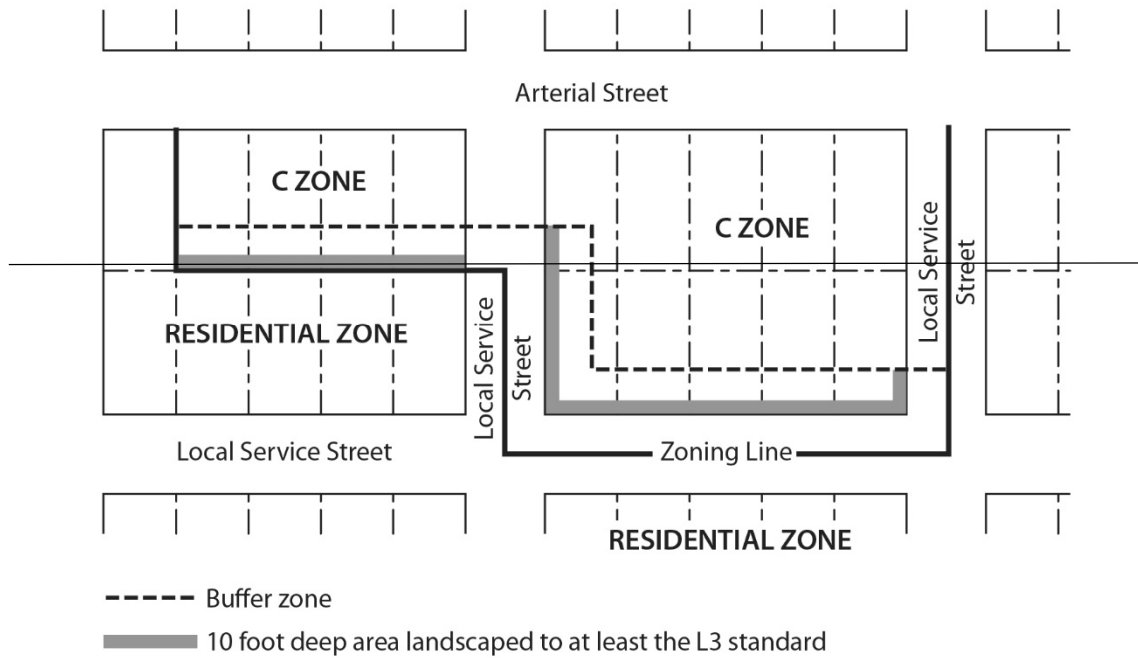 Arterial Street
C ZONE
C ZONE
Local Service
Street
RESIDENTIAL ZONE
Local Service
Street
Local Service Street
Zoning Line
RESIDENTIAL ZONE
Buffer zone
10 foot deep area landscaped to at least the L3 standard